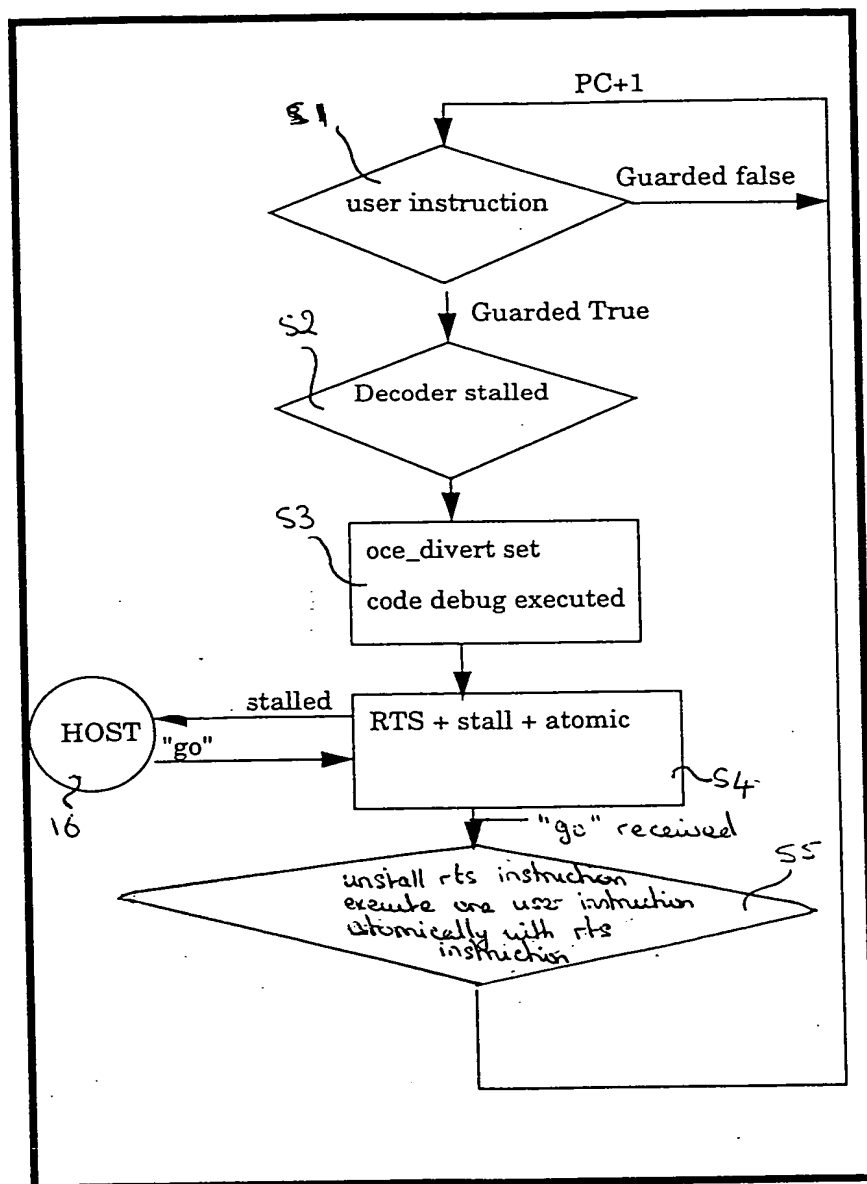 PC+1
S1
Guarded false
user instruction
Guarded True
S2
Decoder stalled
S3
oce_divert set
code debug executed
stalled
RTS + stall + atomic
HOST
"go"
S4
16
"go" received
S5
unstall rts instruction
execute one user instruction
atomically with rts
instruction